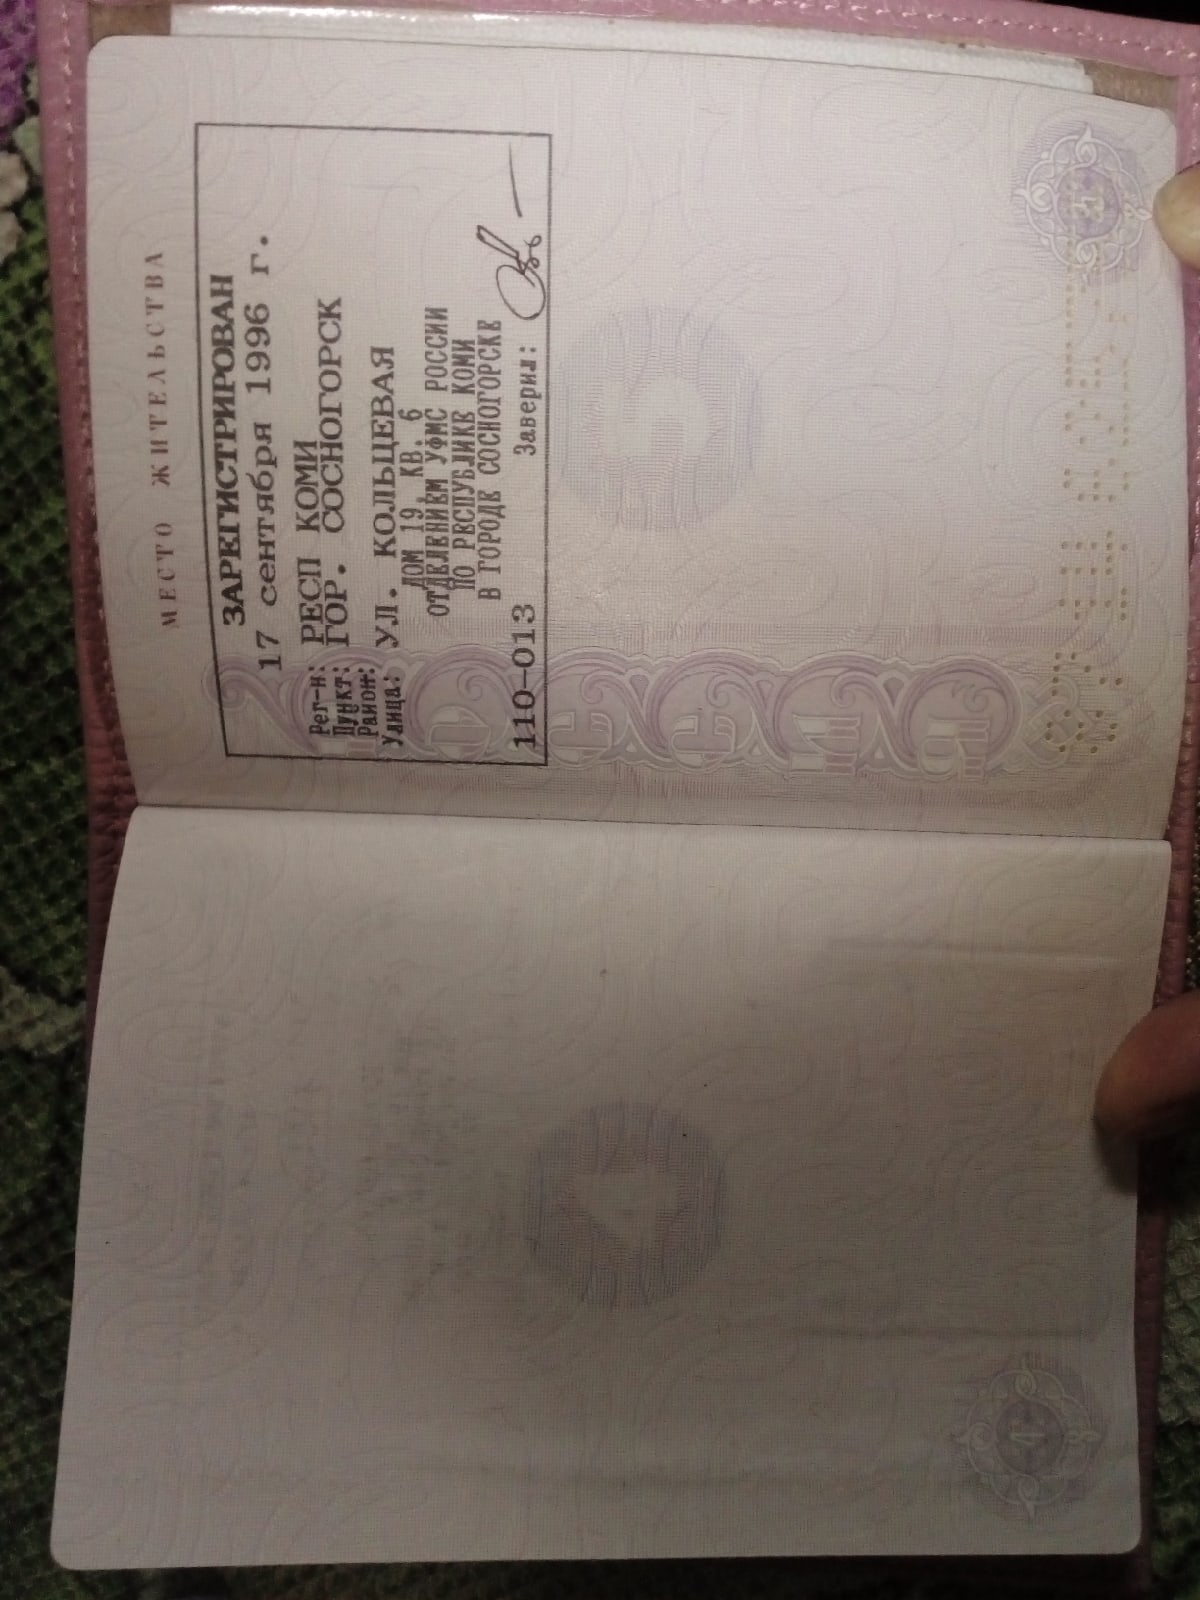 МЕСТО ЖИТЕЛЬСТВА
ЗАРЕГИСТРИРОВАН
17 сентября 1996 г.
Рег-н: РЕСП КОМИ
Пункт: ГОР. СОСНОГОРСК
Район:
Улица: УЛ. КОЛЬЦЕВАЯ
ДОМ 19, КВ. 6
ОТДЕЛЕНИЕМ УФМС РОССИИ
ПО РЕСПУБЛИКЕ КОМИ
В ГОРОДЕ СОСНОГОРСКЕ
110-013 Заверил: